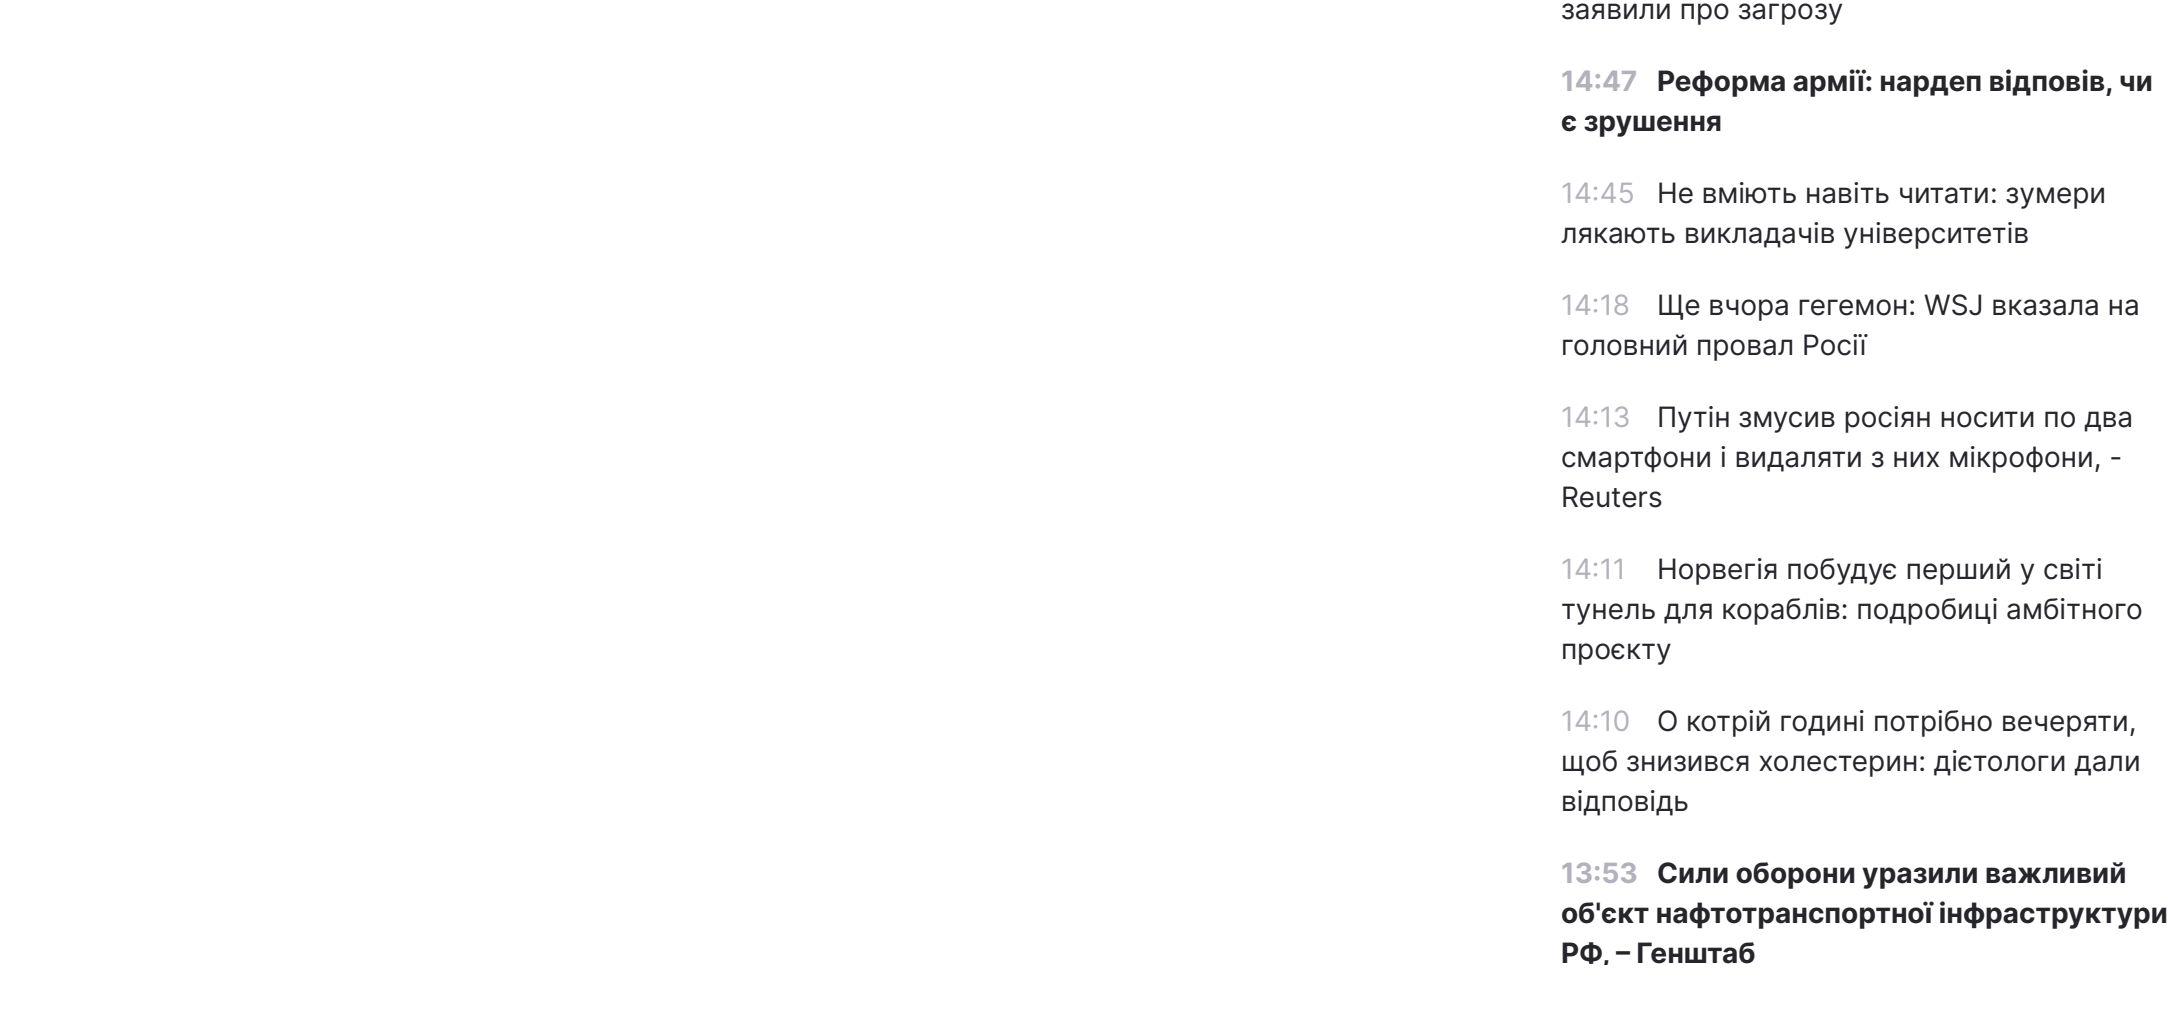 заявили про загрозу
14:47 Реформа армії: нардеп відповів, чи
є зрушення
14:45 Не вміють навіть читати: зумери
лякають викладачів університетів
14:18 Ще вчора гегемон: WSJ вказала на
головний провал Росії
14:13 Путін змусив росіян носити по два
смартфони і видаляти з них мікрофони, -
Reuters
14:11 Норвегія побудує перший у світі
тунель для кораблів: подробиці амбітного
проєкту
14:10 О котрій годині потрібно вечеряти,
щоб знизився холестерин: дієтологи дали
відповідь
13:53 Сили оборони уразили важливий
об'єкт нафтотранспортної інфраструктури
РФ, – Генштаб